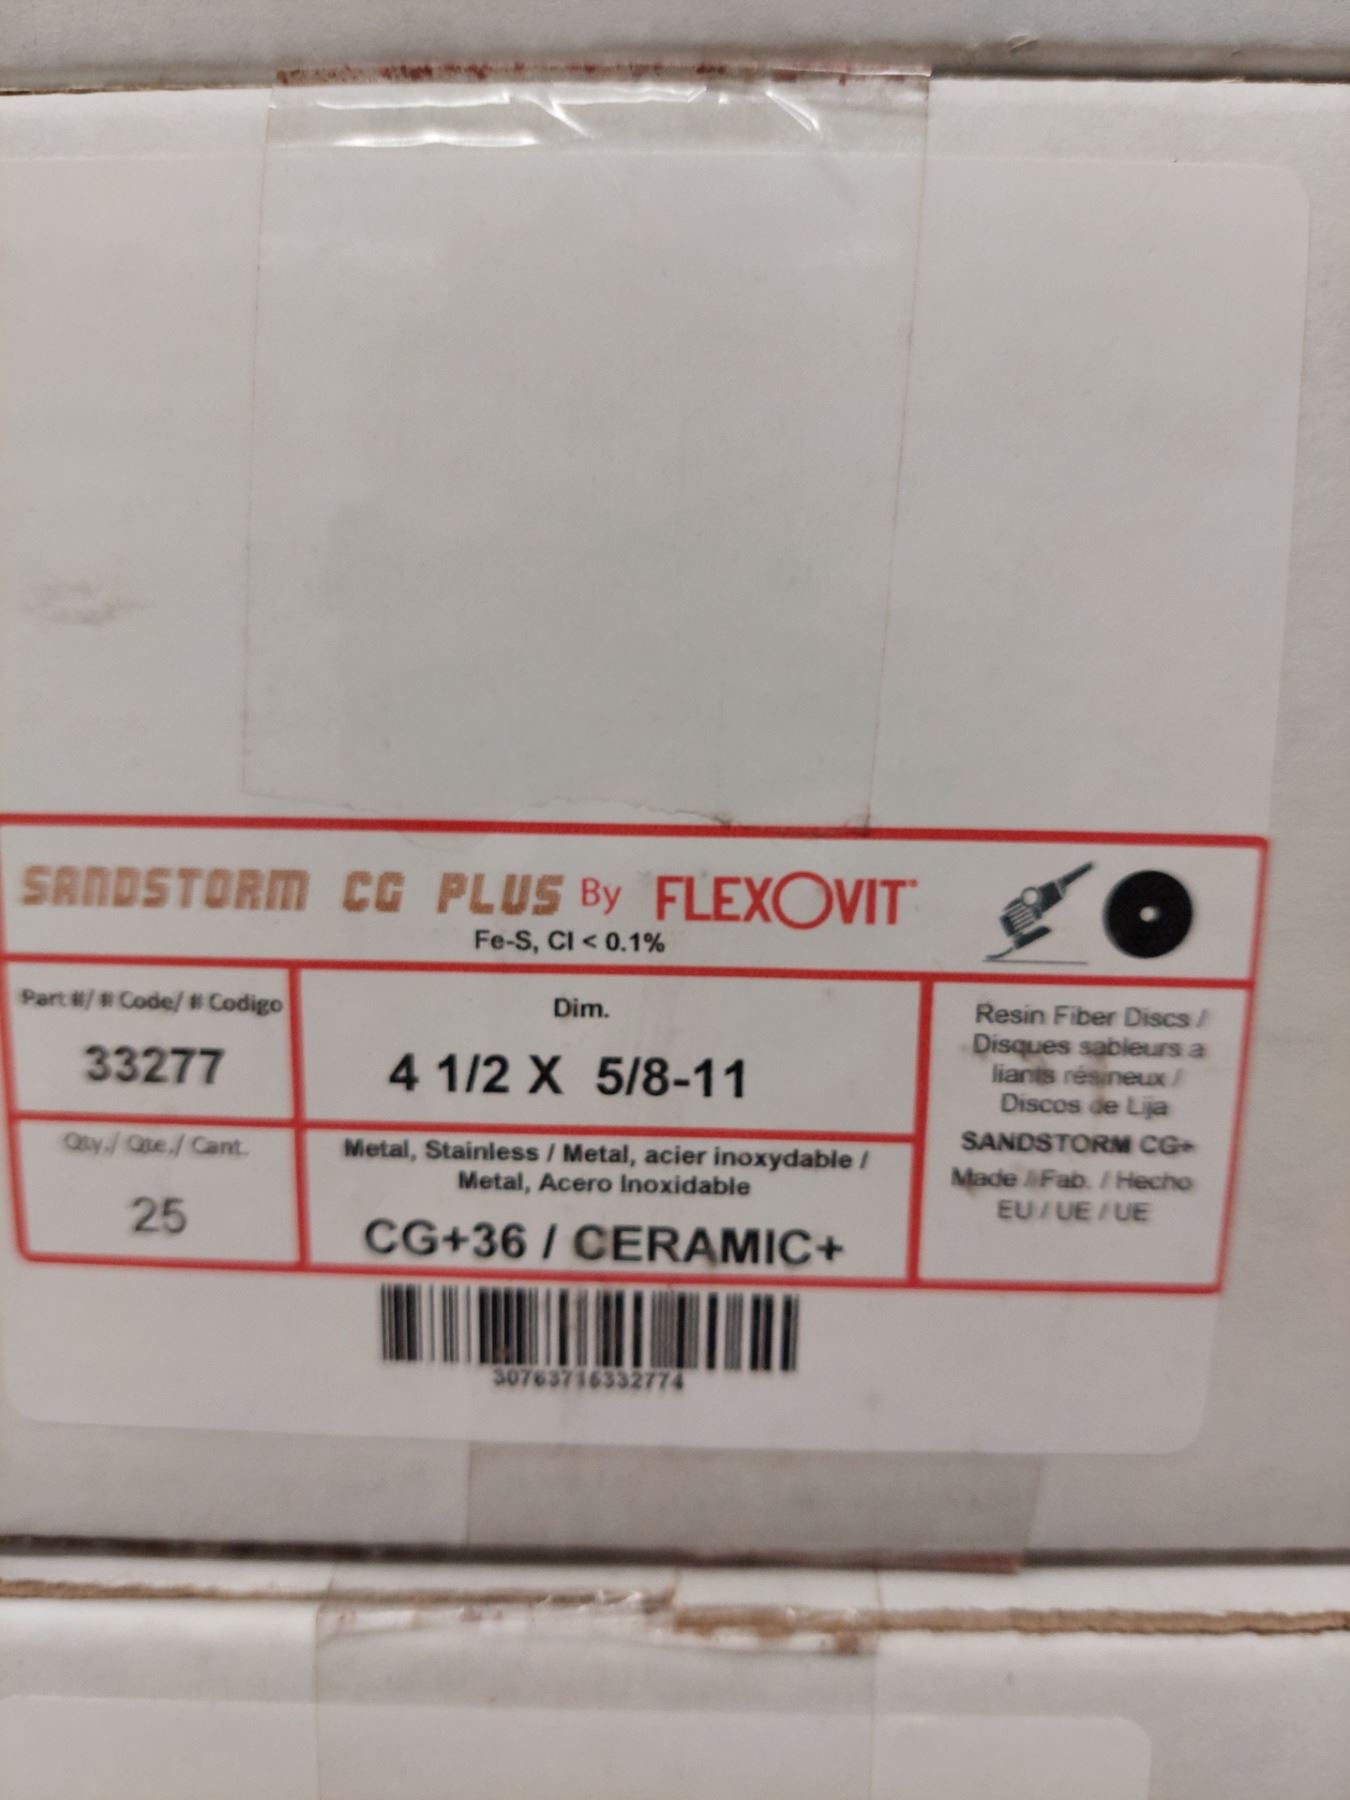 SANDSTORM CG PLUS By FLEXOVIT
Fe-S, Cl < 0.1%
Part #/ # Code/ # Codigo
33277
Dim.
4 1/2 X 5/8-11
Resin Fiber Discs /
Disques sableurs a
liants résineux /
Discos de Lija
SANDSTORM CG+
Made / Fab. / Hecho
EU / UE / UE
Qty./ Qte./ Cant.
25
Metal, Stainless / Metal, acier inoxydable /
Metal, Acero Inoxidable
CG+36 / CERAMIC+
30763715332774